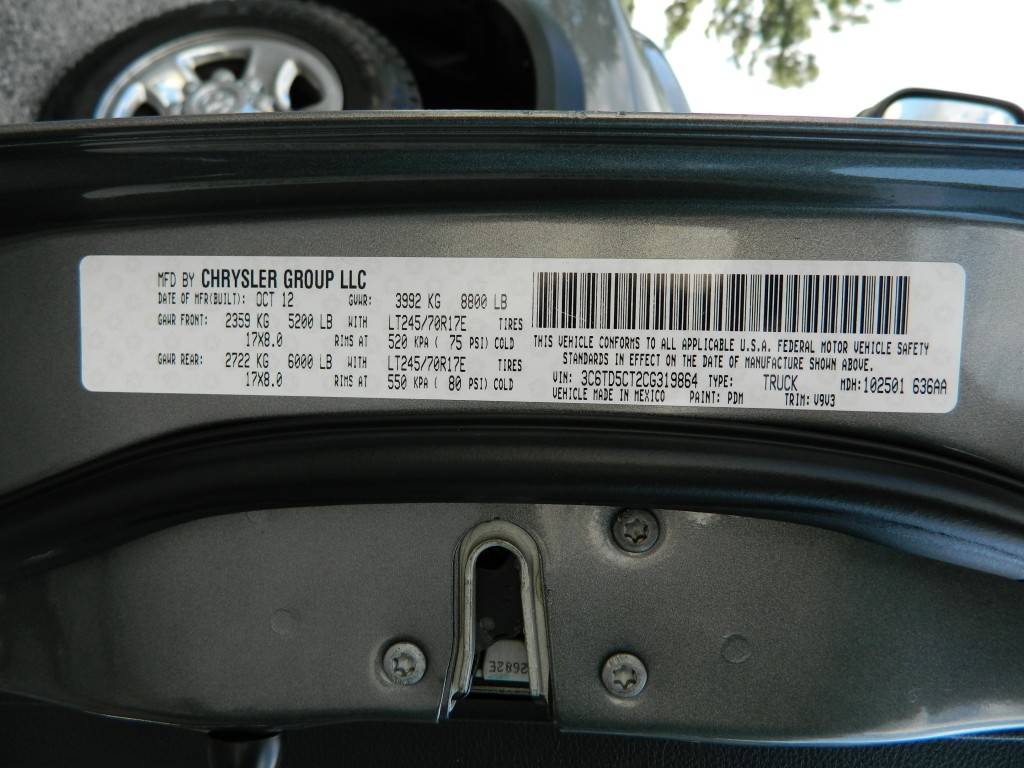 MFD BY CHRYSLER GROUP LLC
DATE OF MFR(BUILT): OCT 12 GVWR: 3992 KG 8800 LB
GAWR FRONT: 2359 KG 5200 LB WITH LT245/70R17E TIRES
17X8.0 RIMS AT 520 KPA ( 75 PSI) COLD
GAWR REAR: 2722 KG 6000 LB WITH LT245/70R17E TIRES
17X8.0 RIMS AT 550 KPA ( 80 PSI) COLD
THIS VEHICLE CONFORMS TO ALL APPLICABLE U.S.A. FEDERAL MOTOR VEHICLE SAFETY
STANDARDS IN EFFECT ON THE DATE OF MANUFACTURE SHOWN ABOVE.
VIN: 3C6TD5CT2CG319864 TYPE: TRUCK MDH:102501 636AA
VEHICLE MADE IN MEXICO PAINT: PDM TRIM: V9V3